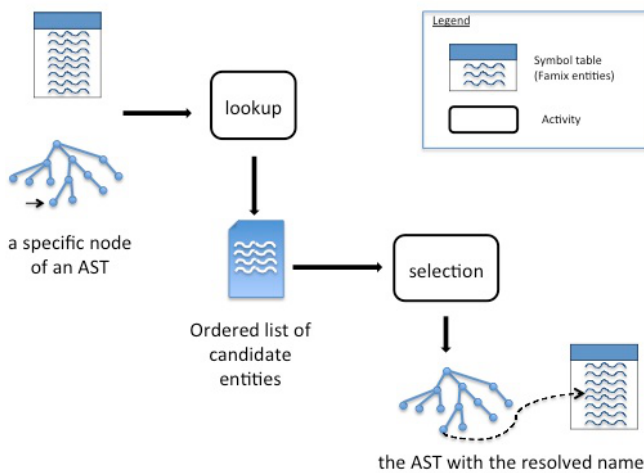 Legend
Symbol table
(Famix entities)
lookup
Activity
a specific node
of an AST
selection
Ordered list of
candidate
entities
the AST with the resolved name